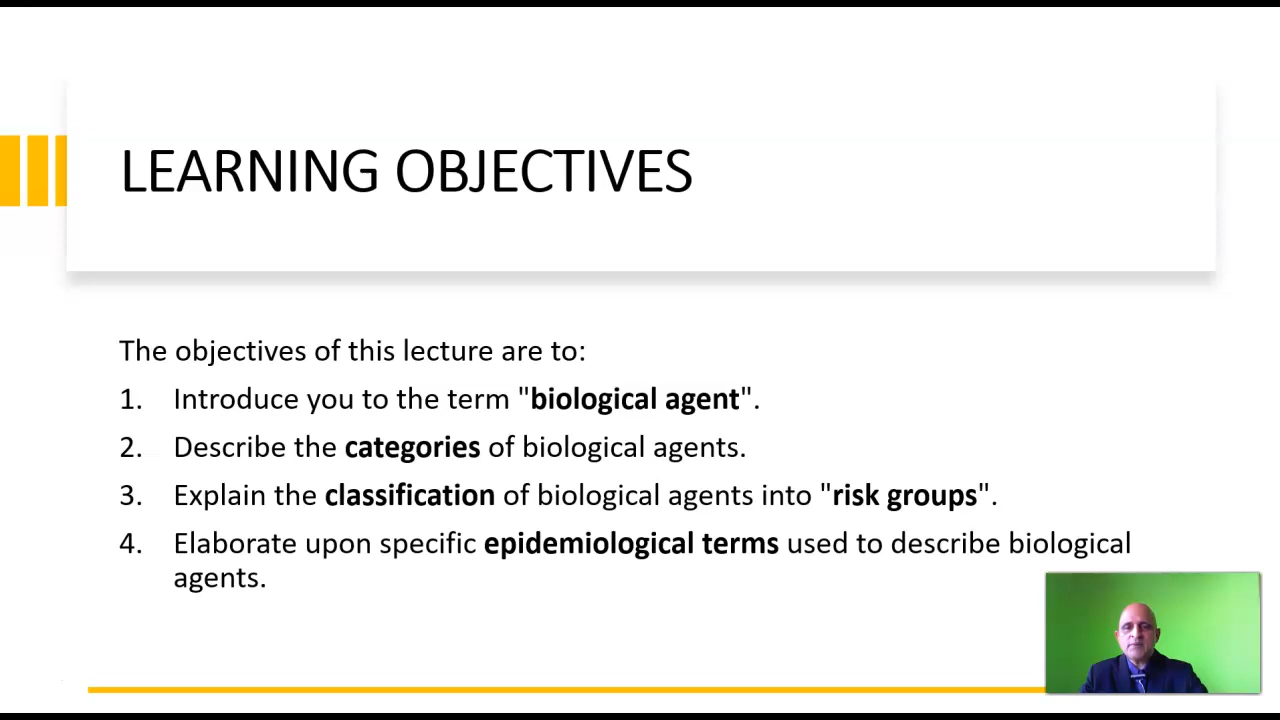 LEARNING OBJECTIVES
The objectives of this lecture are to:
1. Introduce you to the term "biological agent".
2. Describe the categories of biological agents.
3. Explain the classification of biological agents into "risk groups".
4. Elaborate upon specific epidemiological terms used to describe biological
agents.